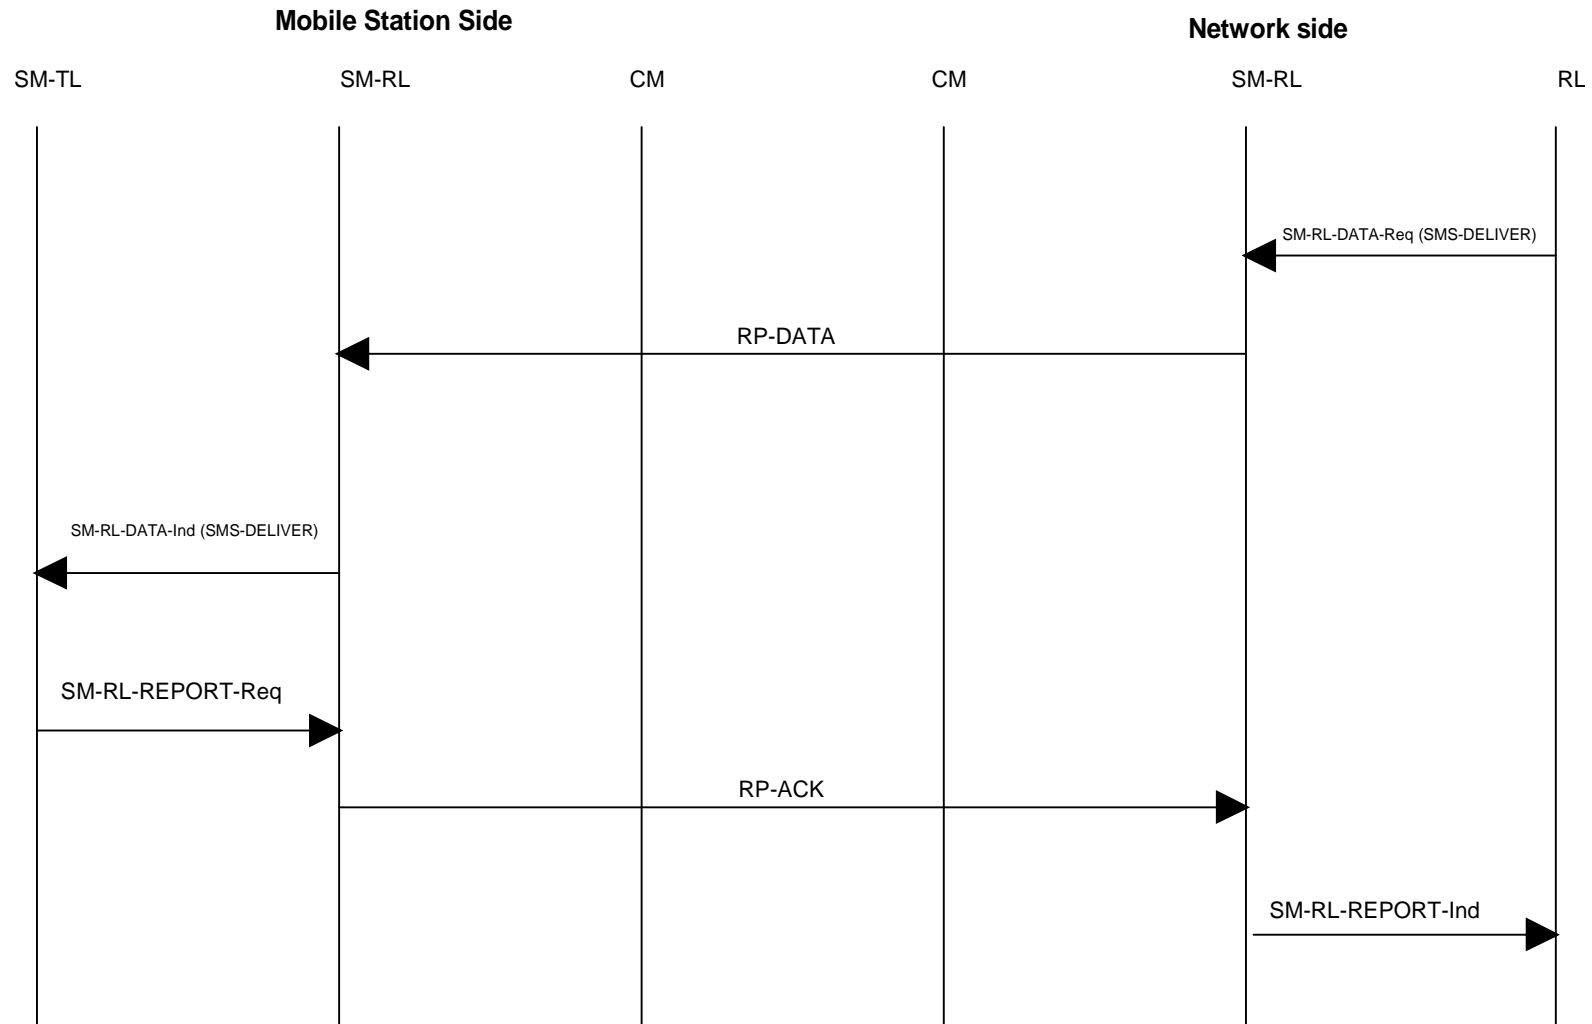 Mobile Station Side
Network side
SM-TL
SM-RL
CM
CM
SM-RL
RL
SM-RL-DATA-Req (SMS-DELIVER)
RP-DATA
SM-RL-DATA-Ind (SMS-DELIVER)
SM-RL-REPORT-Req
RP-ACK
SM-RL-REPORT-Ind